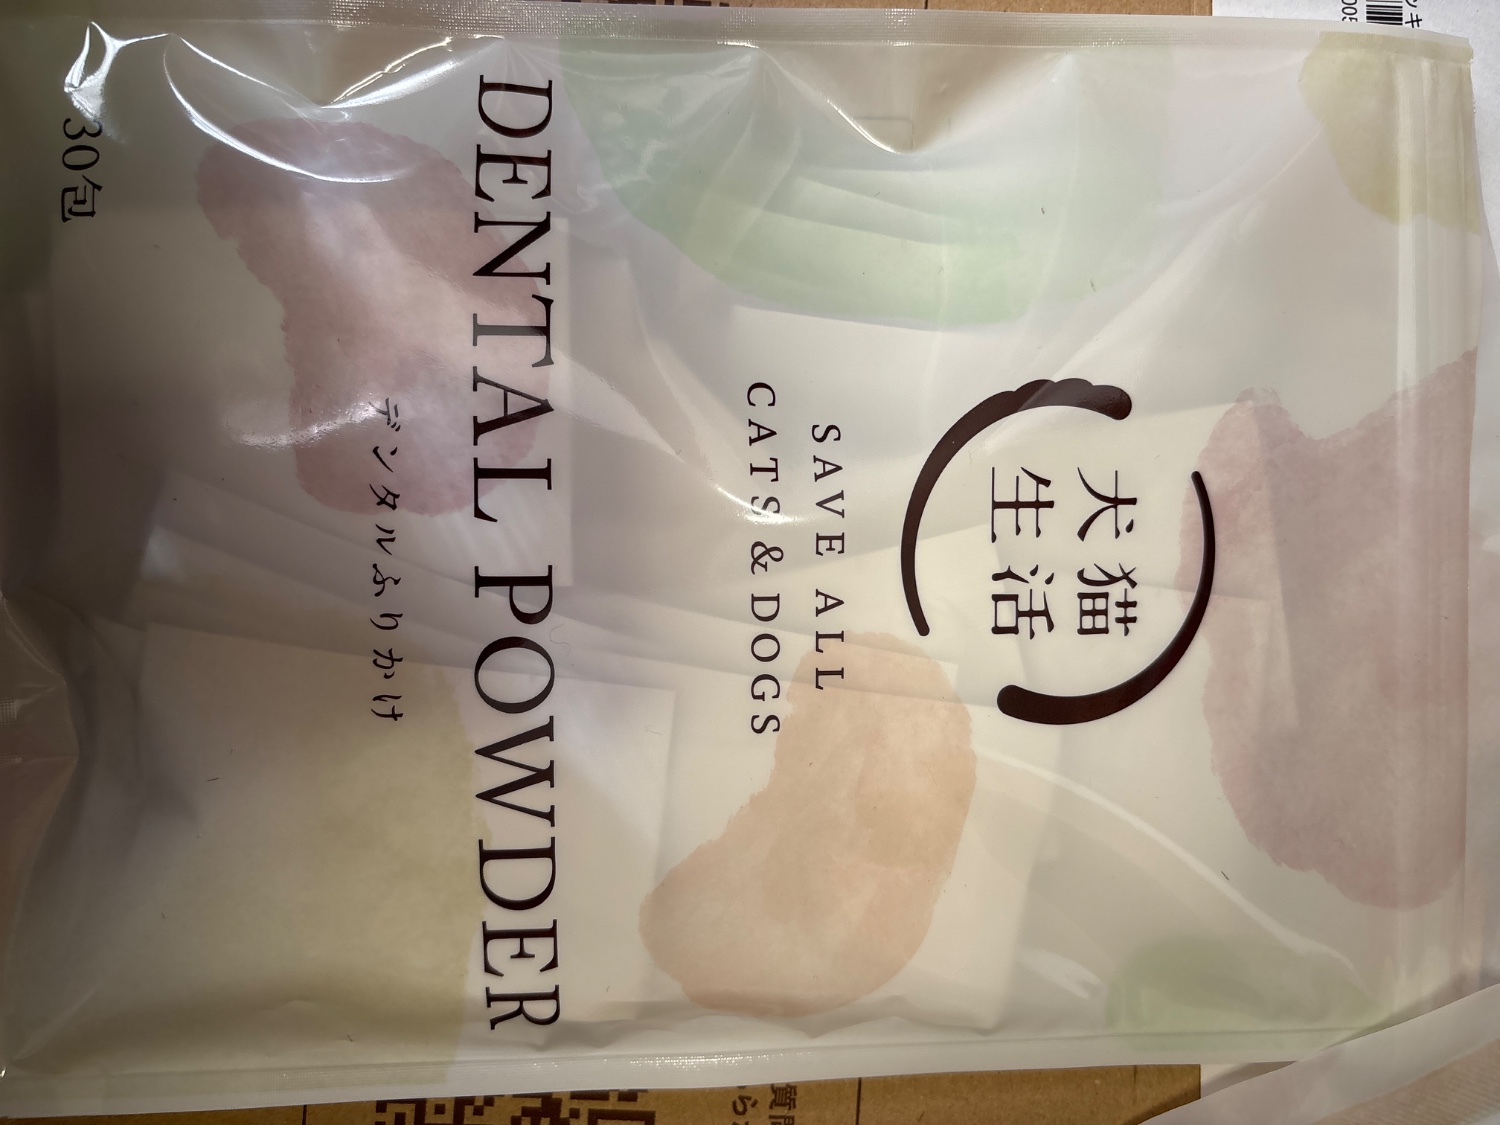 犬猫
生活
SAVE ALL
CATS & DOGS
DENTAL POWDER
デンタルふりかけ
30包